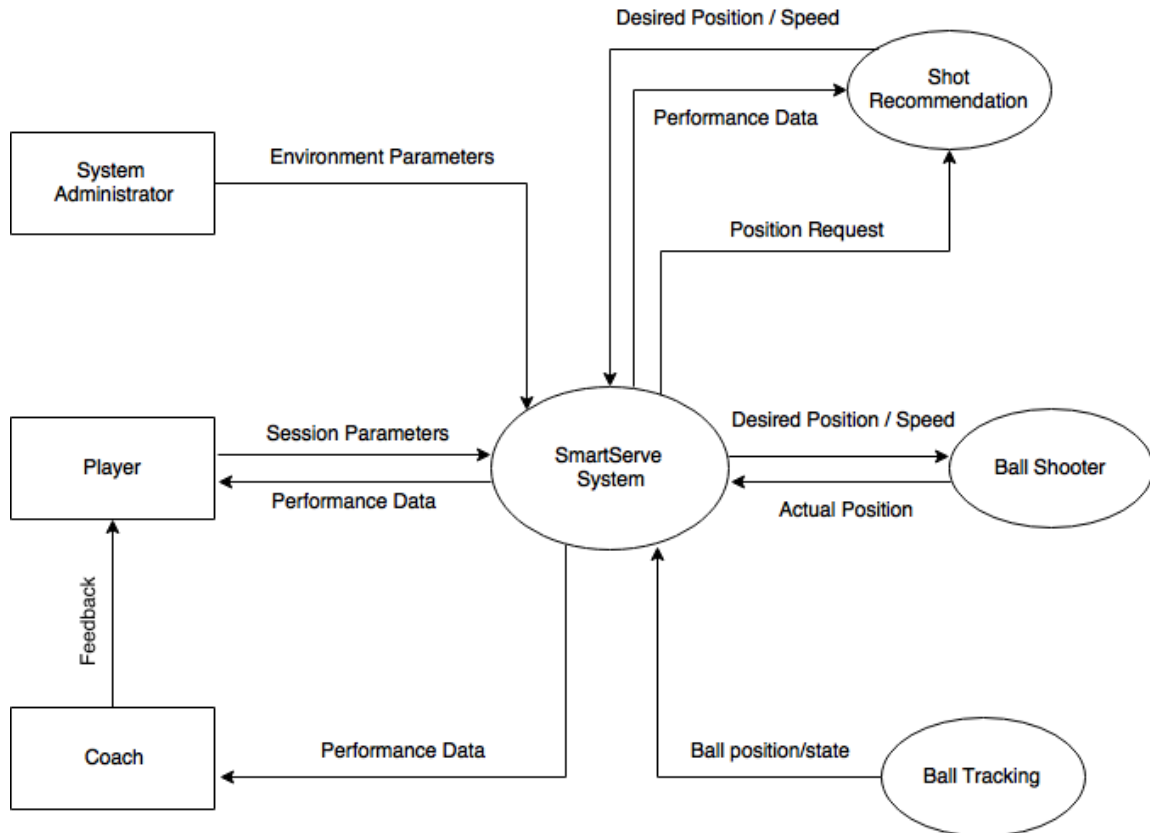 Desired Position / Speed
Shot
Recommendation
Performance Data
System
Administrator
Environment Parameters
Position Request
Player
Session Parameters
Performance Data
SmartServe
System
Desired Position / Speed
Actual Position
Ball Shooter
Feedback
Coach
Performance Data
Ball position/state
Ball Tracking